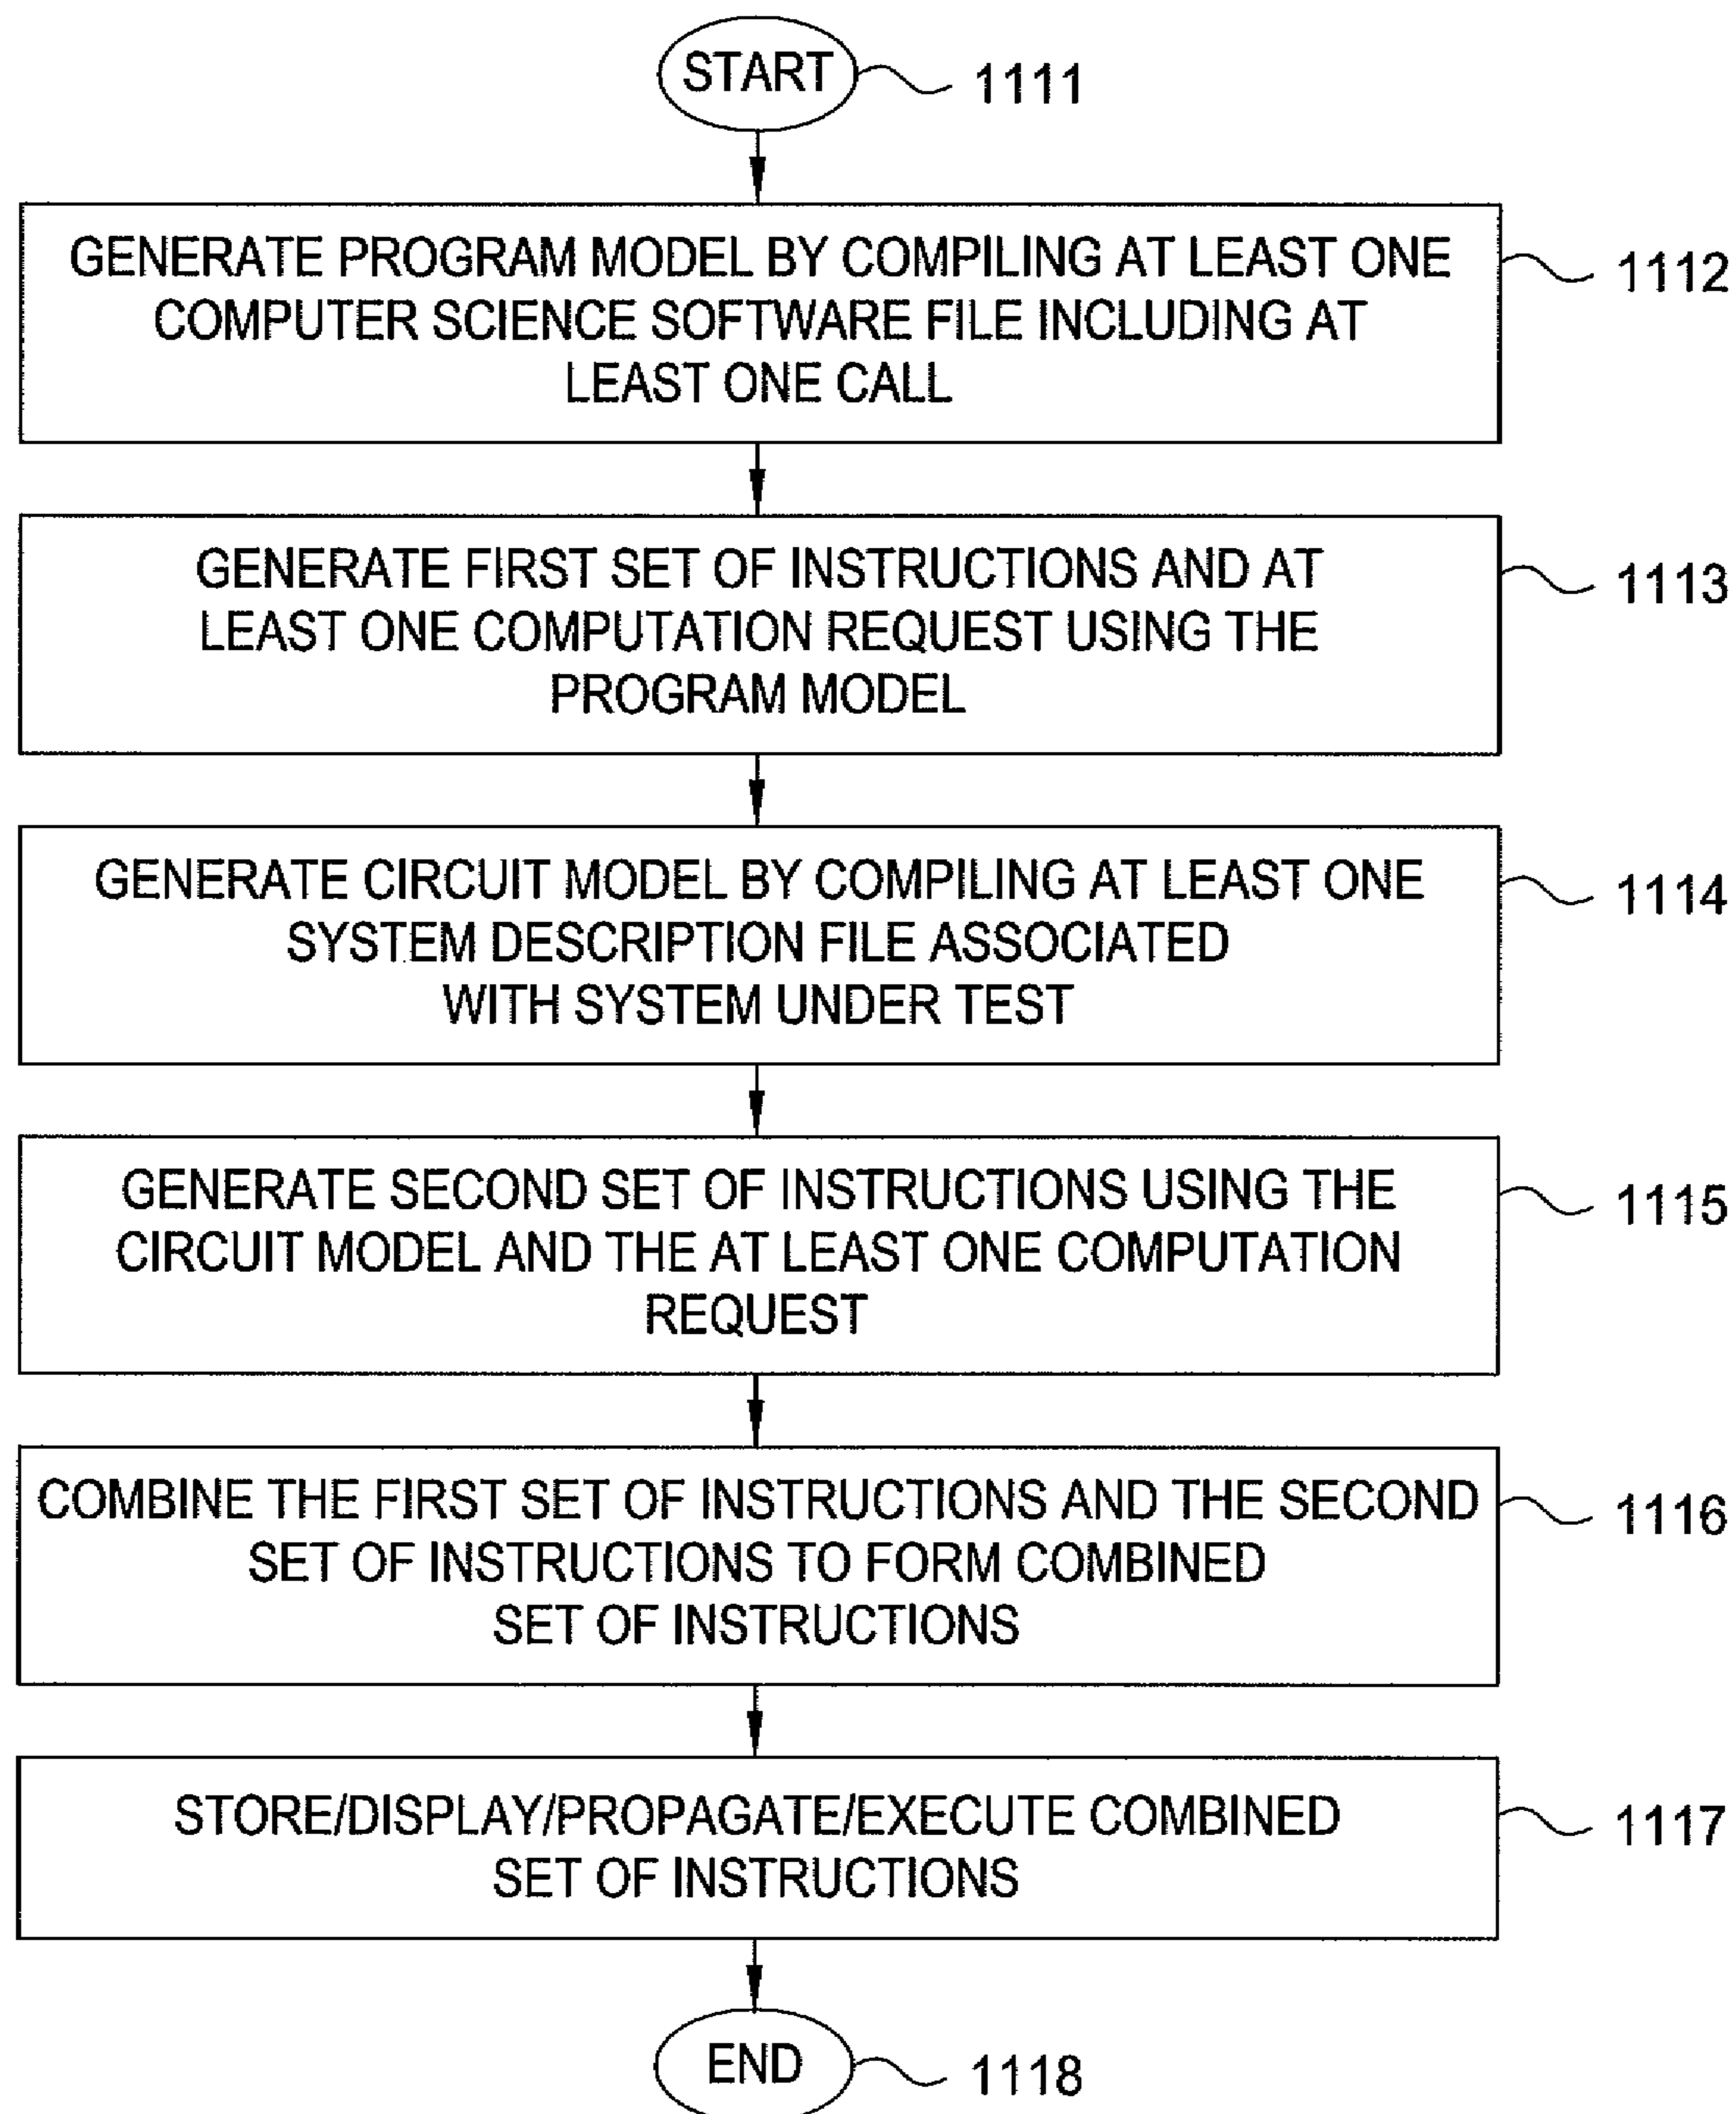 START
1111
GENERATE PROGRAM MODEL BY COMPILING AT LEAST ONE
COMPUTER SCIENCE SOFTWARE FILE INCLUDING AT
LEAST ONE CALL
1112
GENERATE FIRST SET OF INSTRUCTIONS AND AT
LEAST ONE COMPUTATION REQUEST USING THE
PROGRAM MODEL
1113
GENERATE CIRCUIT MODEL BY COMPILING AT LEAST ONE
SYSTEM DESCRIPTION FILE ASSOCIATED
WITH SYSTEM UNDER TEST
1114
GENERATE SECOND SET OF INSTRUCTIONS USING THE
CIRCUIT MODEL AND THE AT LEAST ONE COMPUTATION
REQUEST
1115
COMBINE THE FIRST SET OF INSTRUCTIONS AND THE SECOND
SET OF INSTRUCTIONS TO FORM COMBINED
SET OF INSTRUCTIONS
1116
STORE/DISPLAY/PROPAGATE/EXECUTE COMBINED
SET OF INSTRUCTIONS
1117
END
1118